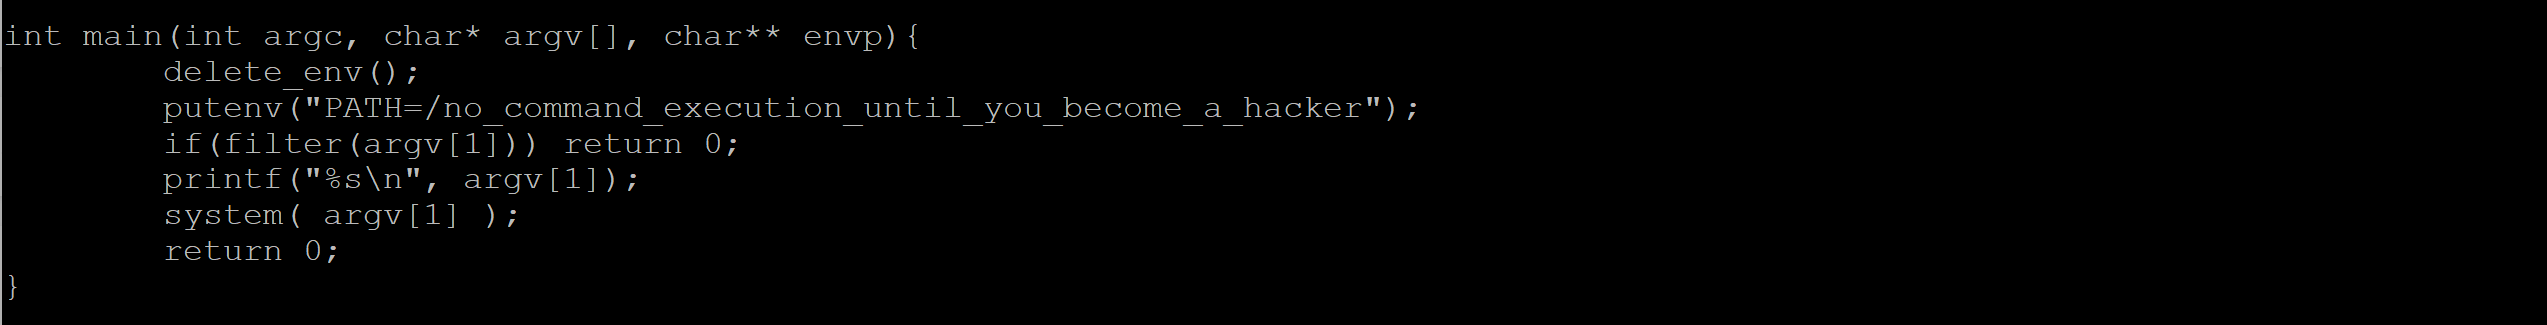 int main(int argc, char* argv[], char** envp){
        delete_env();
        putenv("PATH=/no_command_execution_until_you_become_a_hacker");
        if(filter(argv[1])) return 0;
        printf("%s\n", argv[1]);
        system( argv[1] );
        return 0;
}